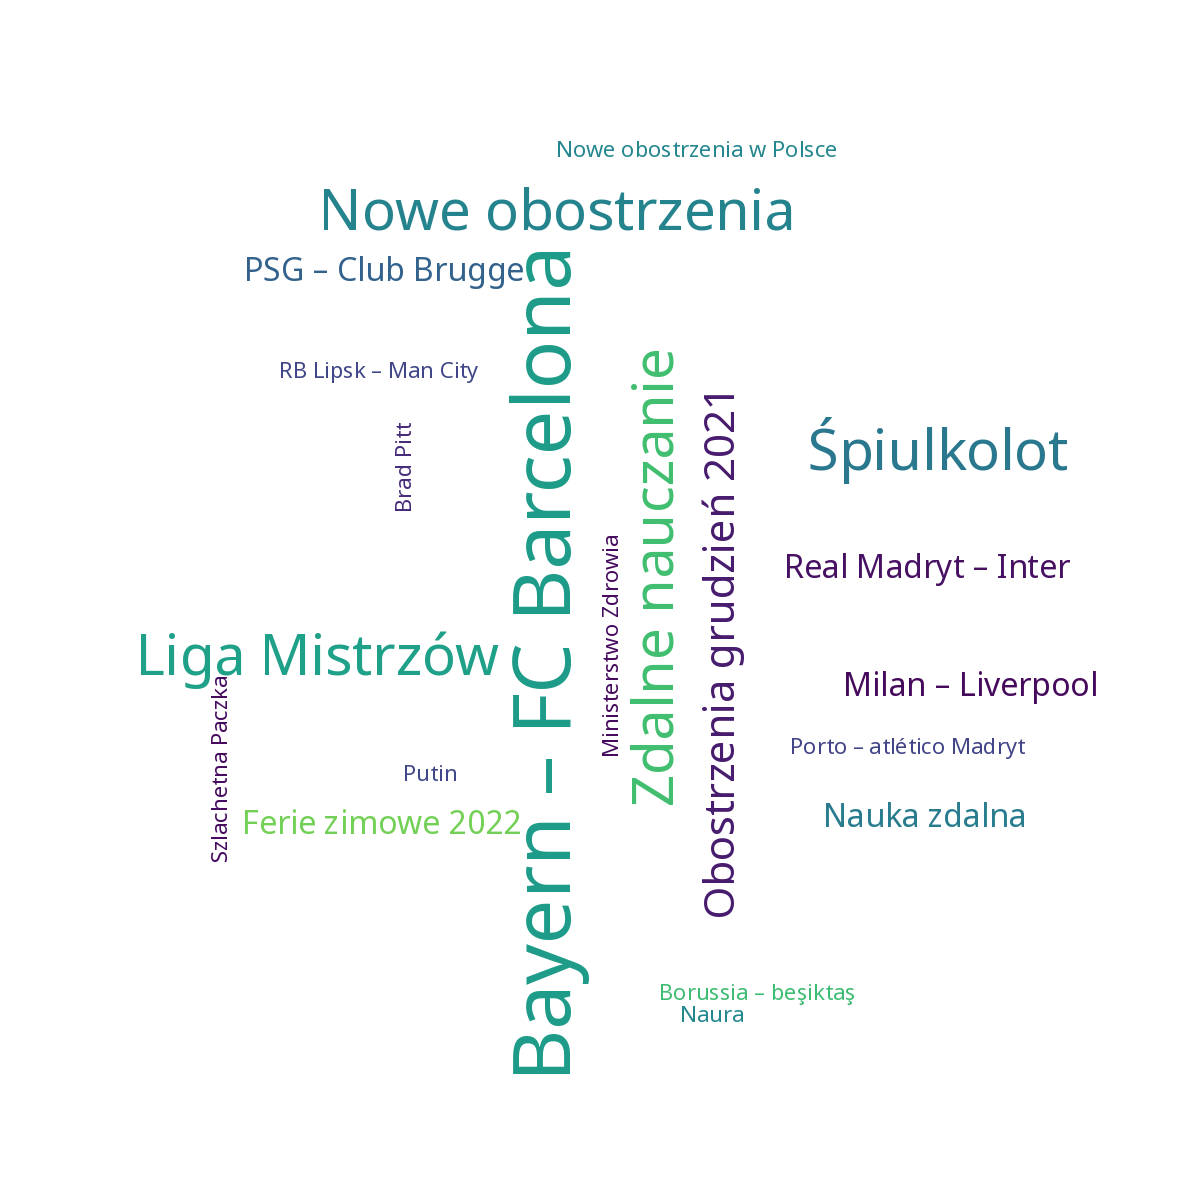 Nowe obostrzenia w Polsce
Nowe obostrzenia
PSG – Club Brugge
Bayern – FC Barcelona
RB Lipsk – Man City
Zdalne nauczanie
Obostrzenia grudzień 2021
Brad Pitt
Śpiulkolot
Ministerstwo Zdrowia
Real Madryt – Inter
Liga Mistrzów
Szlachetna Paczka
Milan – Liverpool
Porto – atlético Madryt
Putin
Ferie zimowe 2022
Nauka zdalna
Borussia – beşiktaş
Naura